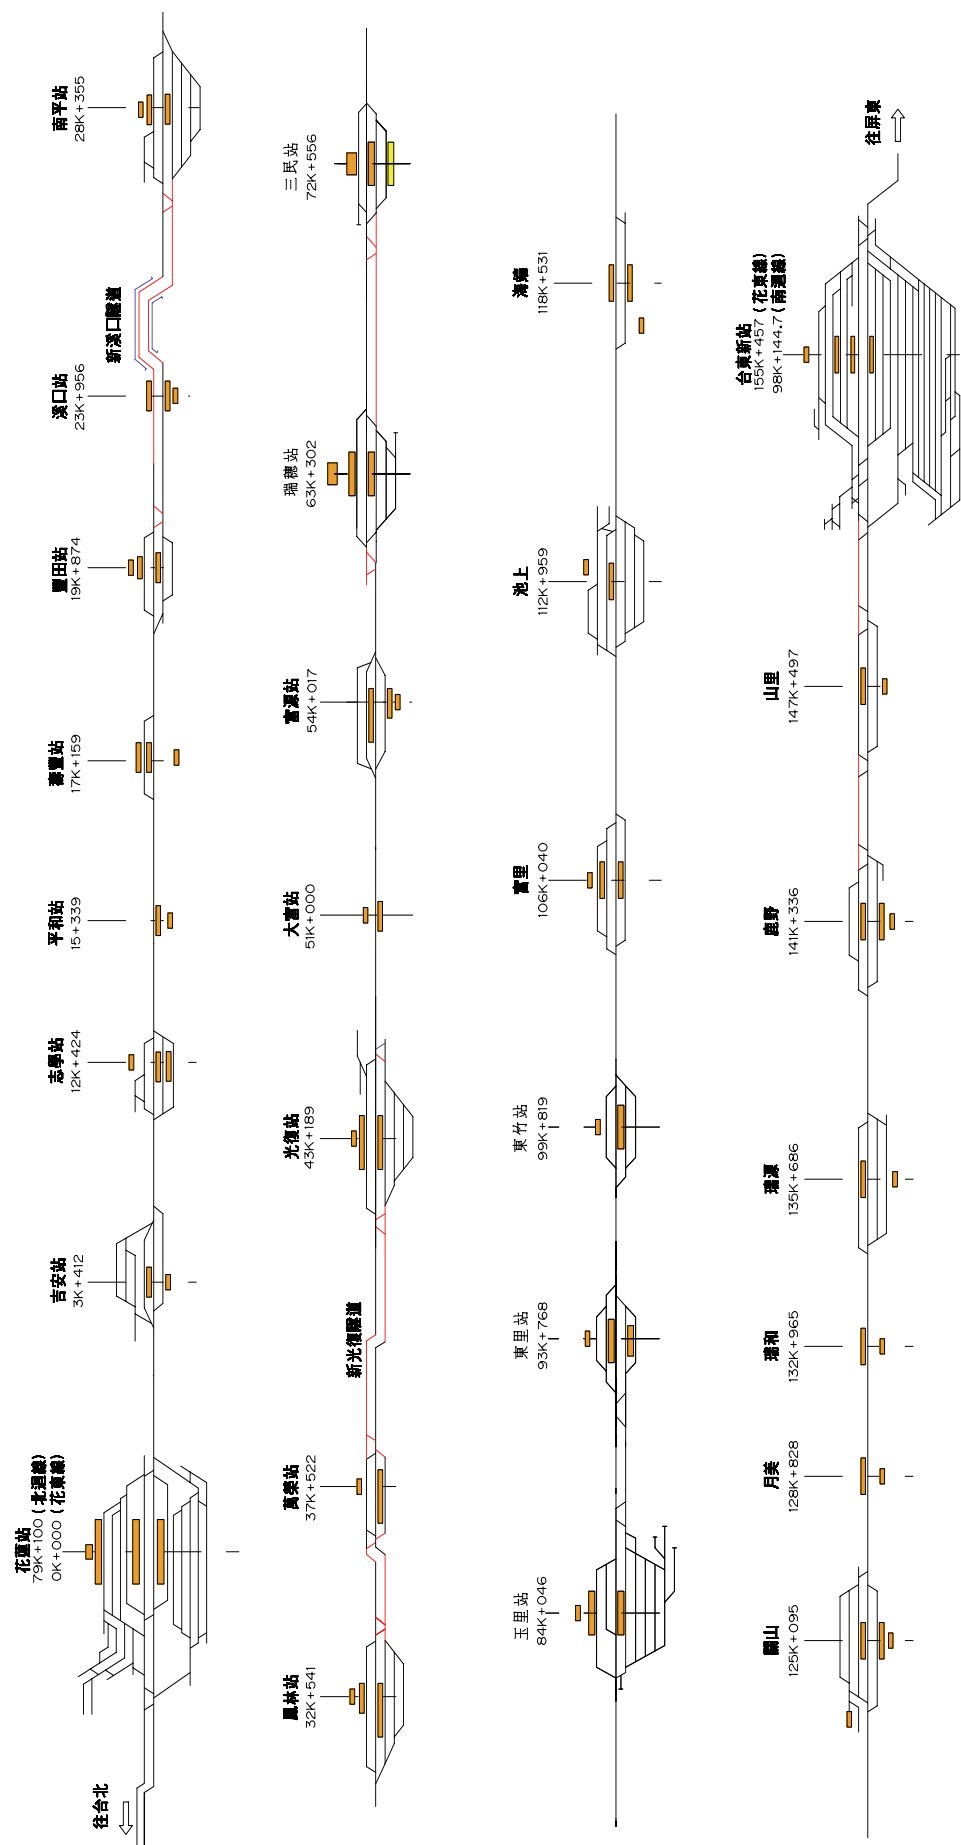 往台北
花蓮站
79K+100 (北迴線)
0K+000 (花東線)
吉安站
3K+412
志學站
12K+424
平和站
15+339
壽豐站
17K+159
豐田站
19K+874
溪口站
23K+956
新溪口隧道
南平站
28K+355
鳳林站
32K+541
萬榮站
37K+522
新光復隧道
光復站
43K+189
大富站
51K+000
富源站
54K+017
瑞穗站
63K+302
三民站
72K+556
玉里站
84K+046
東里站
93K+768
東竹站
99K+819
富里
106K+040
池上
112K+959
海端
118K+531
關山
125K+095
月美
128K+828
瑞和
132K+965
瑞源
135K+686
鹿野
141K+336
山里
147K+497
台東新站
155K+457 (花東線)
98K+144.7 (南迴線)
往屏東